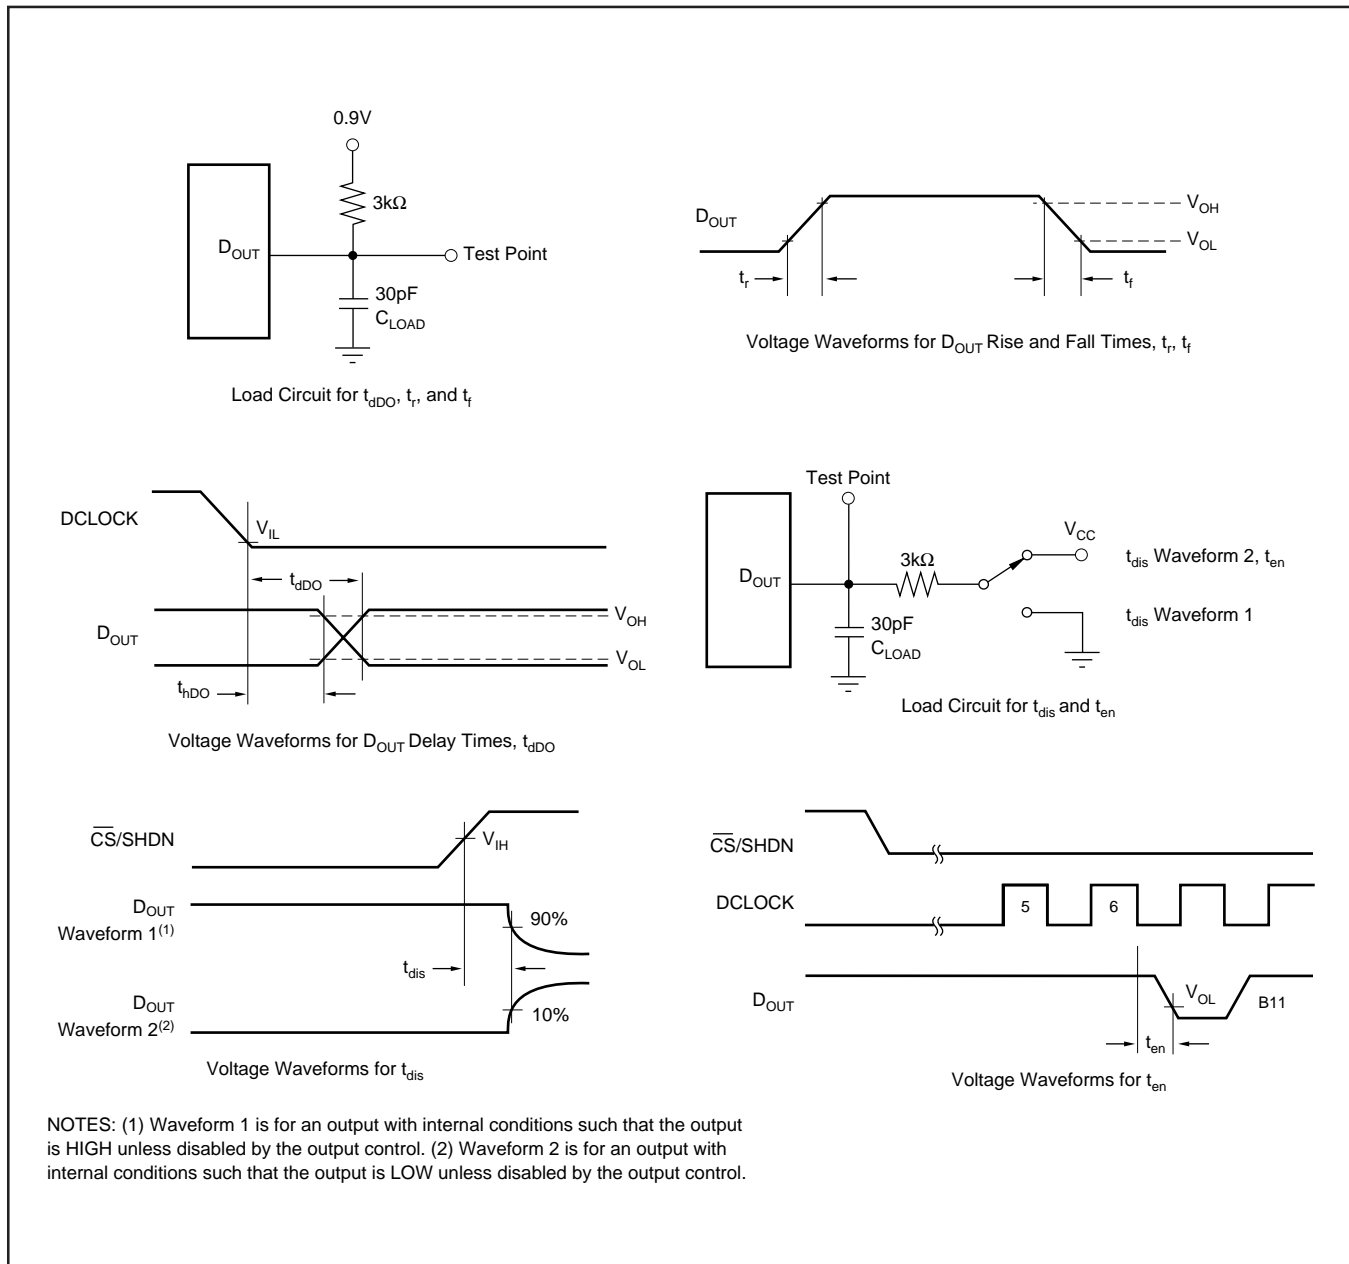 0.9V
3kΩ
D_OUT
Test Point
30pF
C_LOAD
Load Circuit for t_dDO, t_r, and t_f
D_OUT
V_OH
V_OL
t_r
t_f
Voltage Waveforms for D_OUT Rise and Fall Times, t_r, t_f
DCLOCK
V_IL
t_dDO
D_OUT
V_OH
V_OL
t_hDO
Voltage Waveforms for D_OUT Delay Times, t_dDO
Test Point
V_CC
3kΩ
t_dis Waveform 2, t_en
D_OUT
30pF
C_LOAD
t_dis Waveform 1
Load Circuit for t_dis and t_en
C̅S̅/SHDN
V_IH
D_OUT
Waveform 1(1)
90%
t_dis
D_OUT
Waveform 2(2)
10%
Voltage Waveforms for t_dis
C̅S̅/SHDN
DCLOCK
5
6
D_OUT
V_OL
B11
t_en
Voltage Waveforms for t_en
NOTES: (1) Waveform 1 is for an output with internal conditions such that the output
is HIGH unless disabled by the output control. (2) Waveform 2 is for an output with
internal conditions such that the output is LOW unless disabled by the output control.